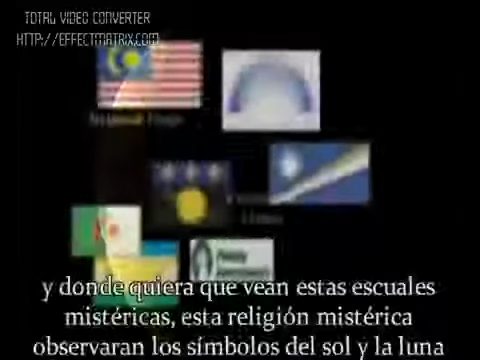 TOTAL VIDEO CONVERTER
HTTP://EFFECTMATRIX.COM
y donde quiera que vean estas escuales
mistéricas, esta religión mistérica
observaran los símbolos del sol y la luna